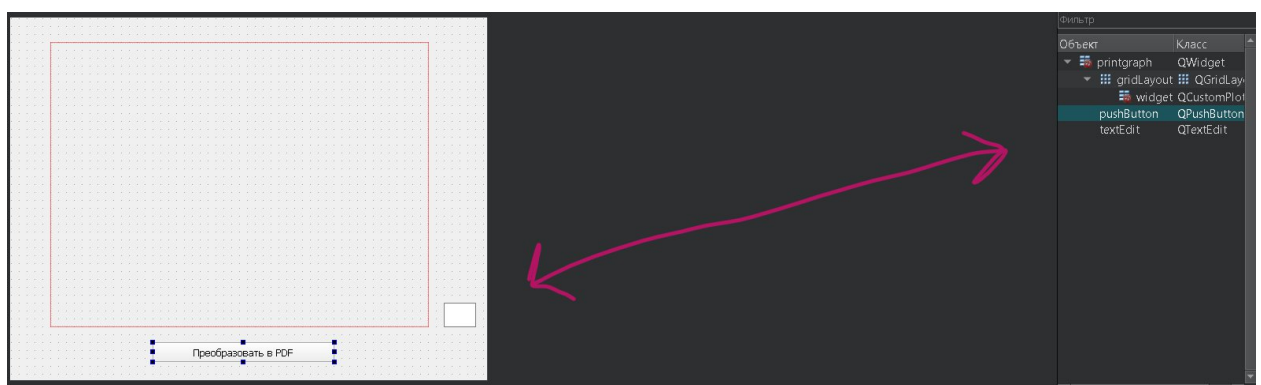 Фильтр
Объект Класс
printgraph QWidget
gridLayout QGridLay
widget QCustomPlot
pushButton QPushButton
textEdit QTextEdit
Преобразовать в PDF